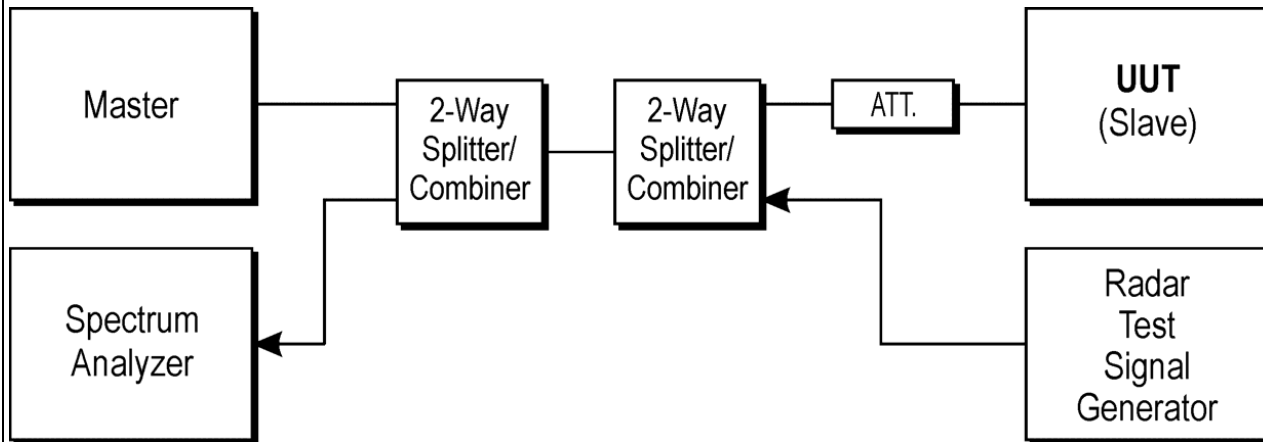 Master
2-Way
Splitter/
Combiner
2-Way
Splitter/
Combiner
ATT.
UUT
(Slave)
Spectrum
Analyzer
Radar
Test
Signal
Generator